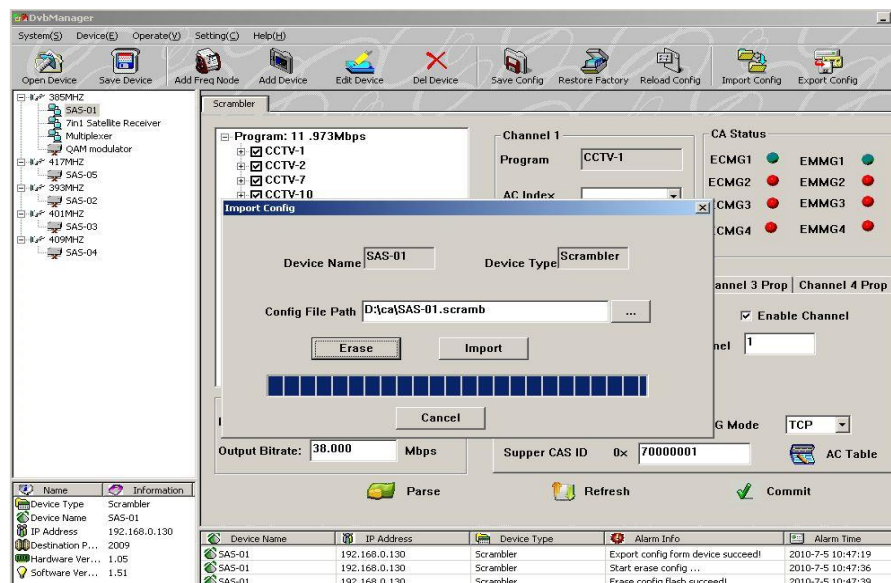 DvbManager
System(S) Device(E) Operate(V) Setting(C) Help(H)
Open Device Save Device Add Freq Node Add Device Edit Device Del Device Save Config Restore Factory Reload Config Import Config Export Config
385MHZ
SAS-01
7in1 Satellite Receiver
Multiplexer
QAM modulator
417MHZ
SAS-05
393MHZ
SAS-02
401MHZ
SAS-03
409MHZ
SAS-04
Scrambler
Program: 11 .973Mbps
CCTV-1
CCTV-2
CCTV-7
CCTV-10
Channel 1
Program CCTV-1
AC Index
CA Status
ECMG1 EMMG1
ECMG2 EMMG2
ECMG3 EMMG3
ECMG4 EMMG4
Import Config
Device Name SAS-01 Device Type Scrambler
Config File Path D:\ca\SAS-01.scramb ...
Erase Import
Cancel
annel 3 Prop Channel 4 Prop
Enable Channel
nel 1
G Mode TCP
Output Bitrate: 38.000 Mbps
Supper CAS ID 0x 70000001 AC Table
Parse Refresh Commit
Name Information
Device Type Scrambler
Device Name SAS-01
IP Address 192.168.0.130
Destination P... 2009
Hardware Ver... 1.05
Software Ver... 1.51
Device Name IP Address Device Type Alarm Info Alarm Time
SAS-01 192.168.0.130 Scrambler Export config form device succeed! 2010-7-5 10:47:19
SAS-01 192.168.0.130 Scrambler Start erase config ... 2010-7-5 10:47:36
SAS-01 192.168.0.130 Scrambler Erase config flash succeed! 2010-7-5 10:47:39